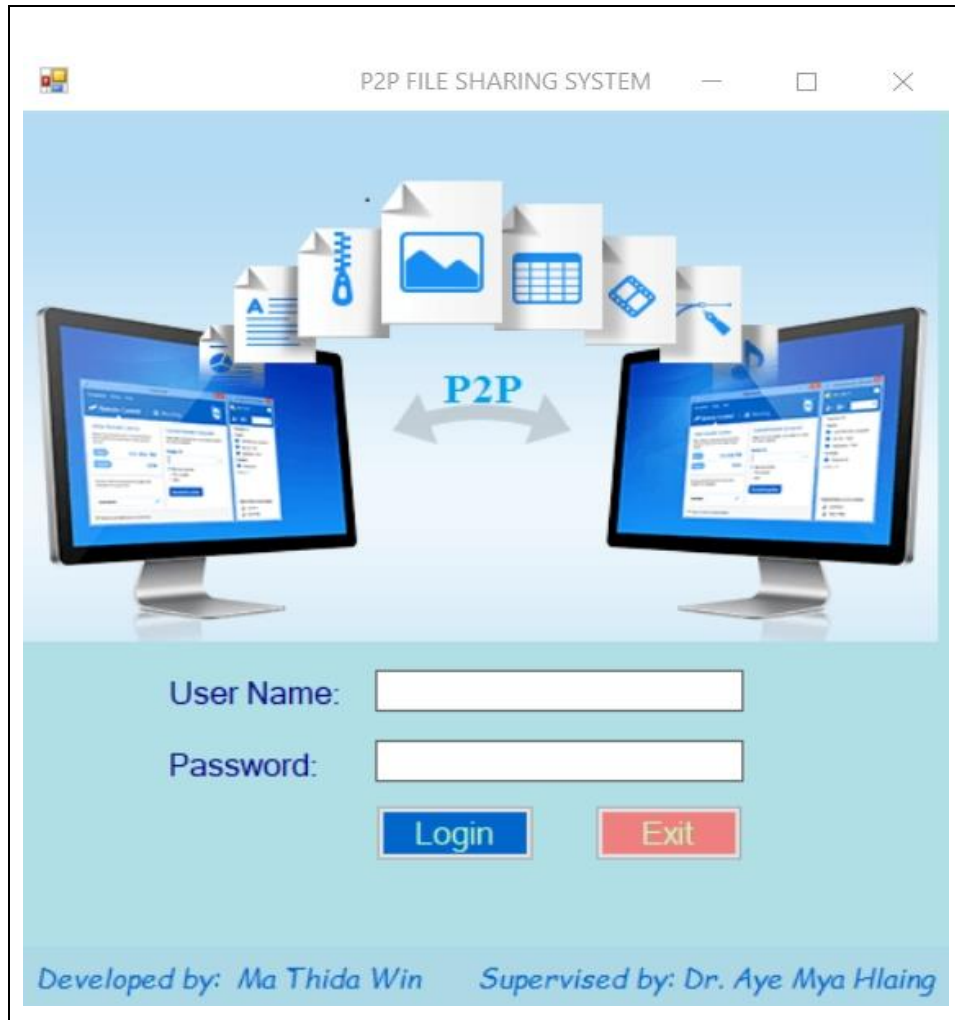 P2P FILE SHARING SYSTEM
A
P2P
User Name:
Password:
Login Exit
Developed by: Ma Thida Win Supervised by: Dr. Aye Mya Hlaing